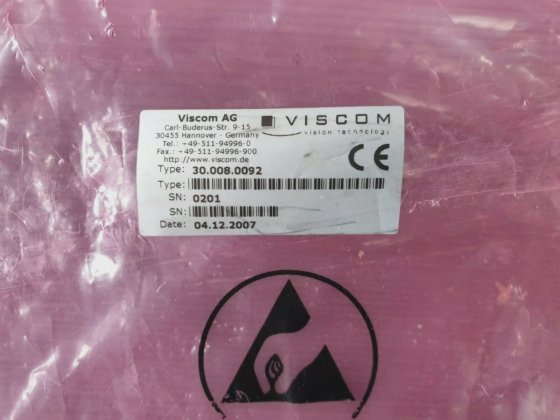 Viscom AG
Carl-Buderus-Str. 9-15
30455 Hannover - Germany
Tel.: +49-511-94996-0
Fax.: +49-511-94996-900
http://www.viscom.de
VISCOM
vision technology
CE
Type: 30.008.0092
Type:
SN: 0201
SN:
Date: 04.12.2007